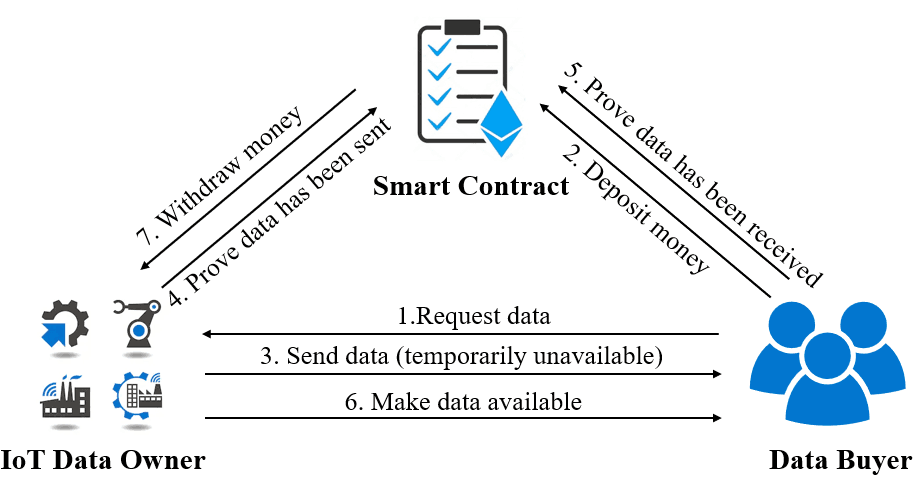 Smart Contract
7. Withdraw money
4. Prove data has been sent
5. Prove data has been received
2. Deposit money
1.Request data
3. Send data (temporarily unavailable)
6. Make data available
IoT Data Owner
Data Buyer